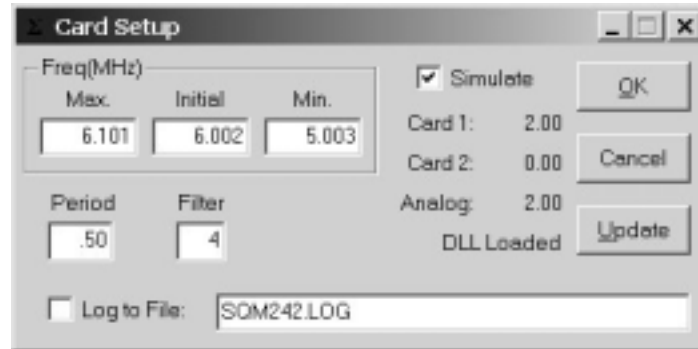 Card Setup
Freq(MHz)
Max. Initial Min.
6.101 6.002 5.003
Simulate
OK
Card 1: 2.00
Card 2: 0.00
Cancel
Period Filter
.50 4
Analog: 2.00
DLL Loaded
Update
Log to File: SQM242.LOG